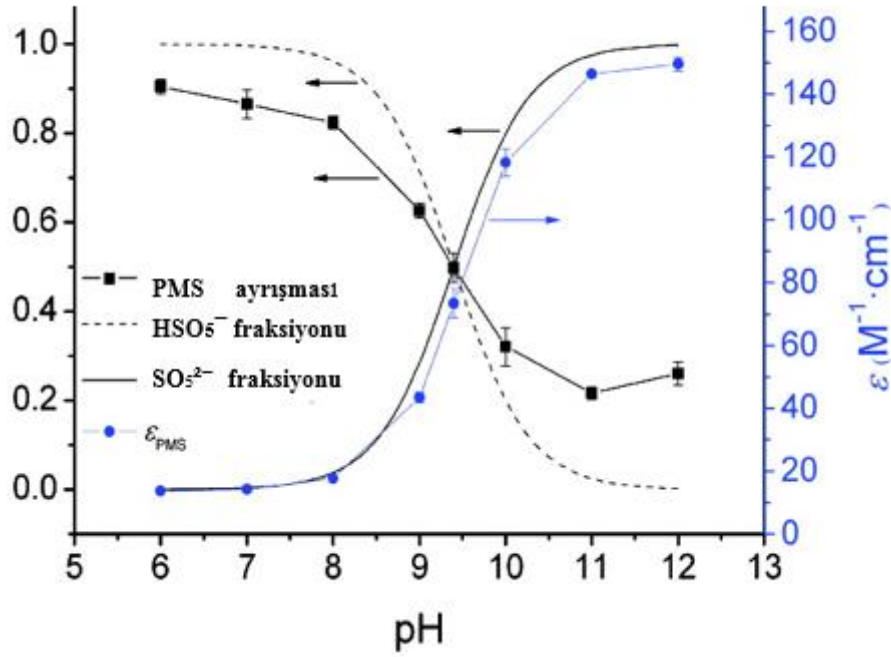 1.0
0.8
0.6
0.4
0.2
0.0
160
140
120
100
80
60
40
20
0
ε (M⁻¹·cm⁻¹)
PMS ayrışması
HSO₅⁻ fraksiyonu
SO₅²⁻ fraksiyonu
εPMS
5 6 7 8 9 10 11 12 13
pH